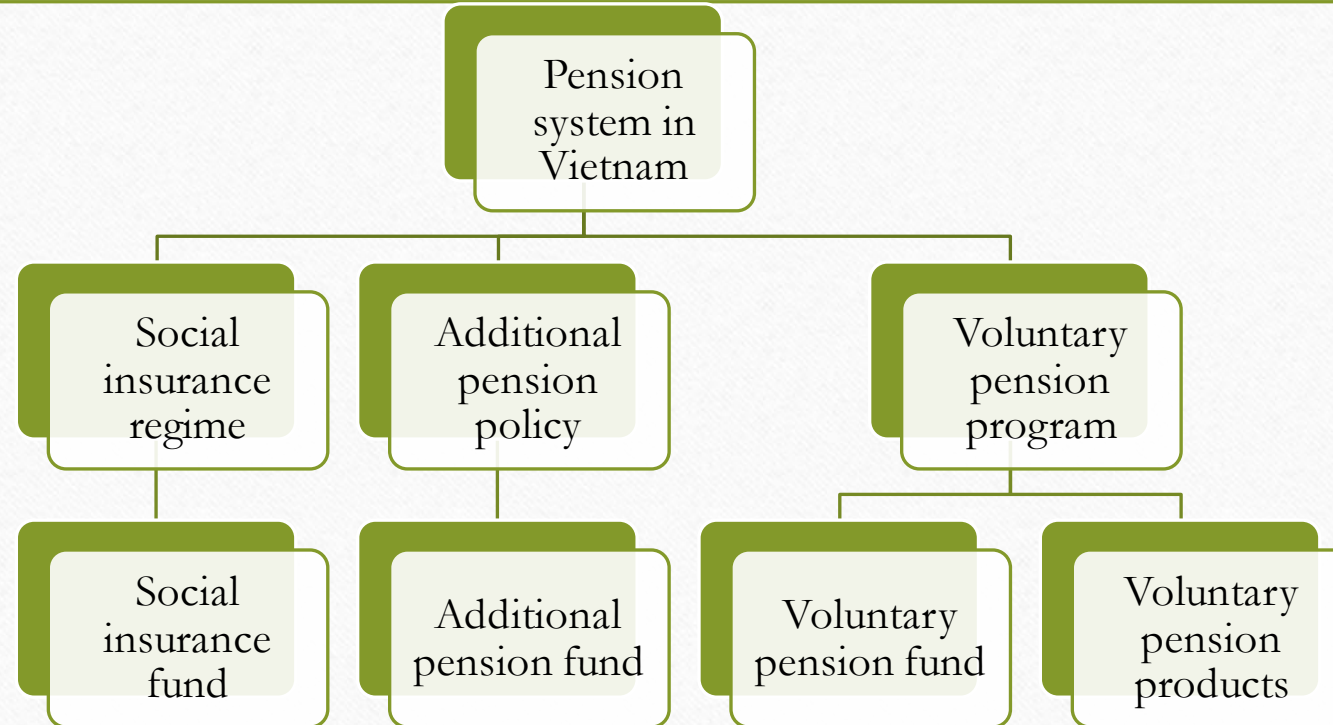 Pension
system in
Vietnam
Social
insurance
regime
Additional
pension
policy
Voluntary
pension
program
Social
insurance
fund
Additional
pension fund
Voluntary
pension fund
Voluntary
pension
products